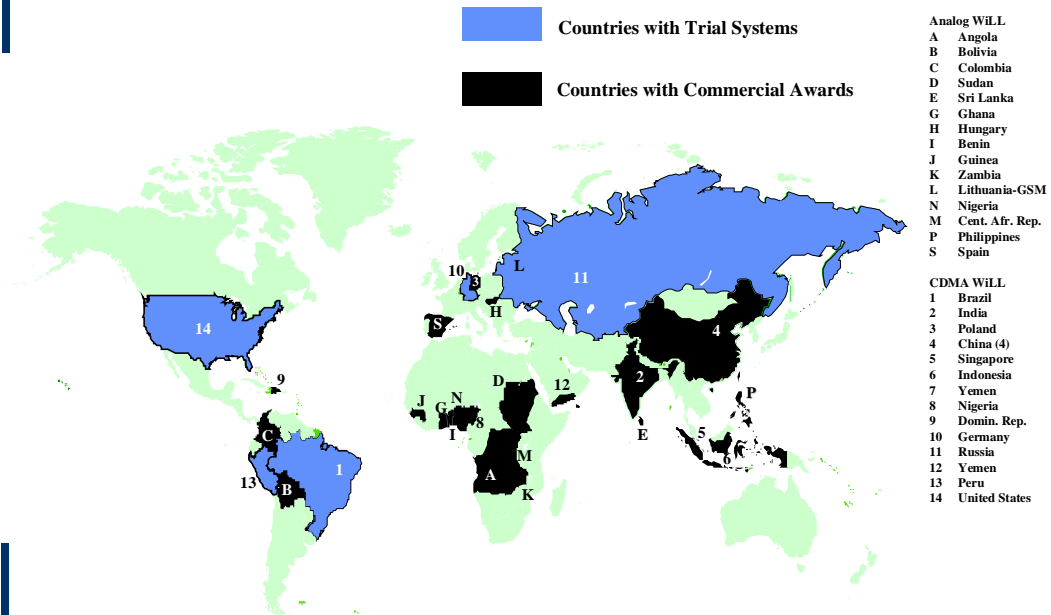 Countries with Trial Systems
Countries with Commercial Awards
Analog WiLL
A Angola
B Bolivia
C Colombia
D Sudan
E Sri Lanka
G Ghana
H Hungary
I Benin
J Guinea
K Zambia
L Lithuania-GSM
N Nigeria
M Cent. Afr. Rep.
P Philippines
S Spain
CDMA WiLL
1 Brazil
2 India
3 Poland
4 China (4)
5 Singapore
6 Indonesia
7 Yemen
8 Nigeria
9 Domin. Rep.
10 Germany
11 Russia
12 Yemen
13 Peru
14 United States
10
L
3
11
H
14
S
4
9
D
12
2
P
J
G
N
8
I
E
5
C
M
6
1
13
B
A
K